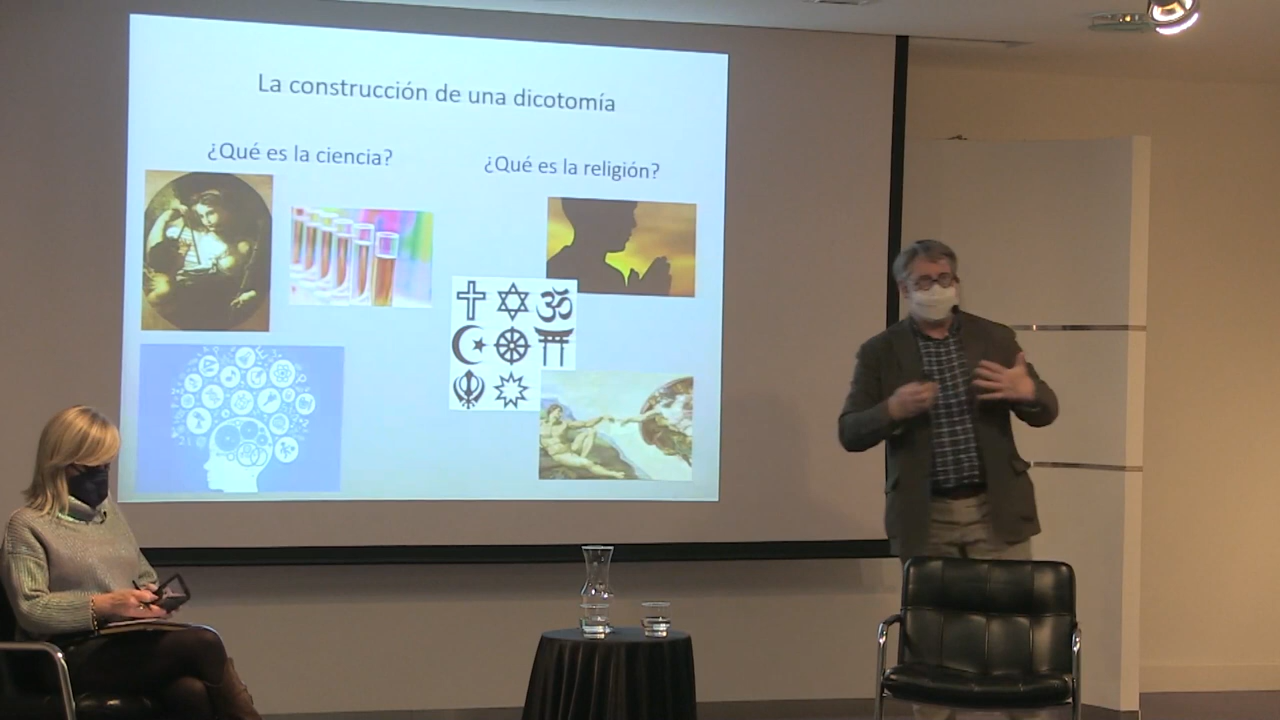 La construcción de una dicotomía
¿Qué es la ciencia?
¿Qué es la religión?